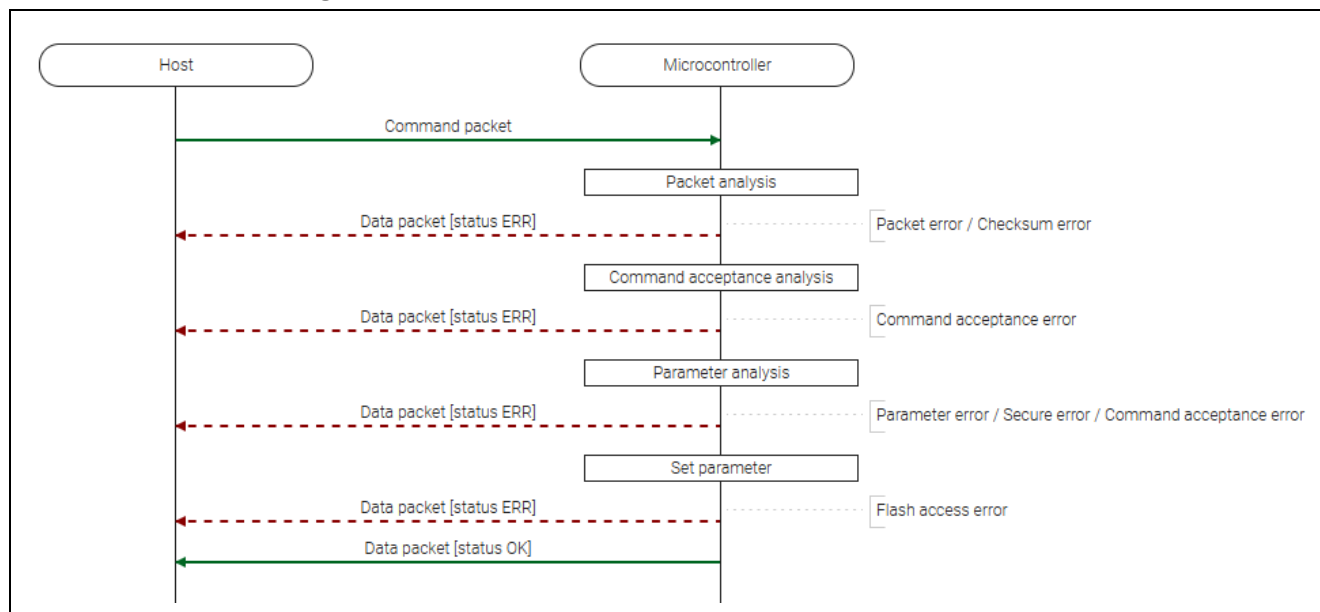 Host
Microcontroller
Command packet
Packet analysis
Data packet [status ERR]
Packet error / Checksum error
Command acceptance analysis
Data packet [status ERR]
Command acceptance error
Parameter analysis
Data packet [status ERR]
Parameter error / Secure error / Command acceptance error
Set parameter
Data packet [status ERR]
Flash access error
Data packet [status OK]